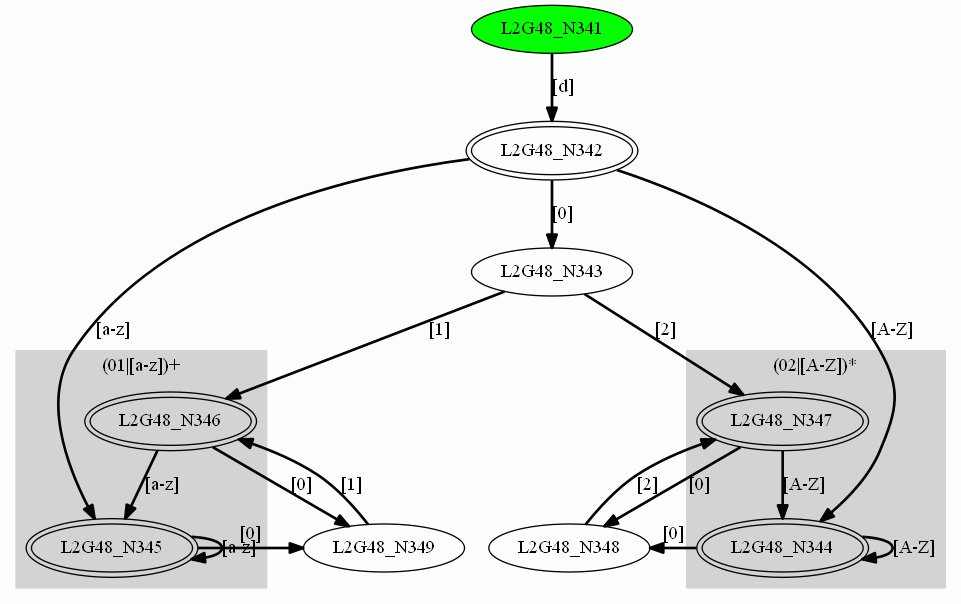 L2G48_N341
[d]
L2G48_N342
[0]
L2G48_N343
[a-z]
[1]
[2]
[A-Z]
(01|[a-z])+
(02|[A-Z])*
L2G48_N346
L2G48_N347
[a-z]
[0]
[1]
[2]
[0]
[A-Z]
L2G48_N345
[0]
[a-z]
L2G48_N349
L2G48_N348
[0]
L2G48_N344
[A-Z]